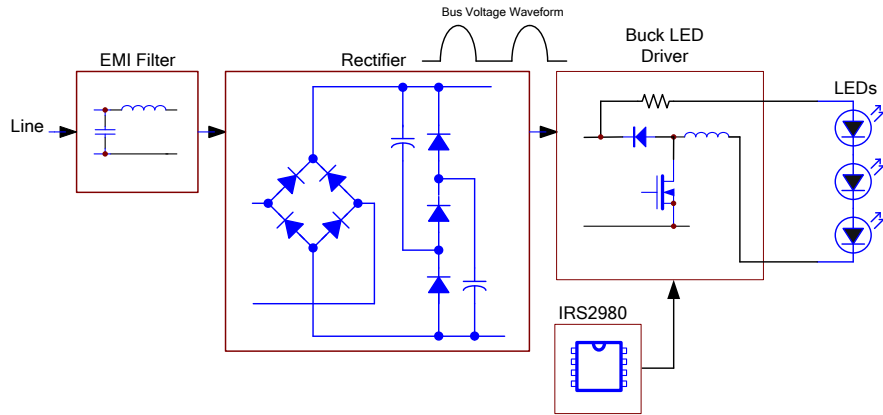 Bus Voltage Waveform
EMI Filter
Rectifier
Buck LED
Driver
LEDs
Line
IRS2980